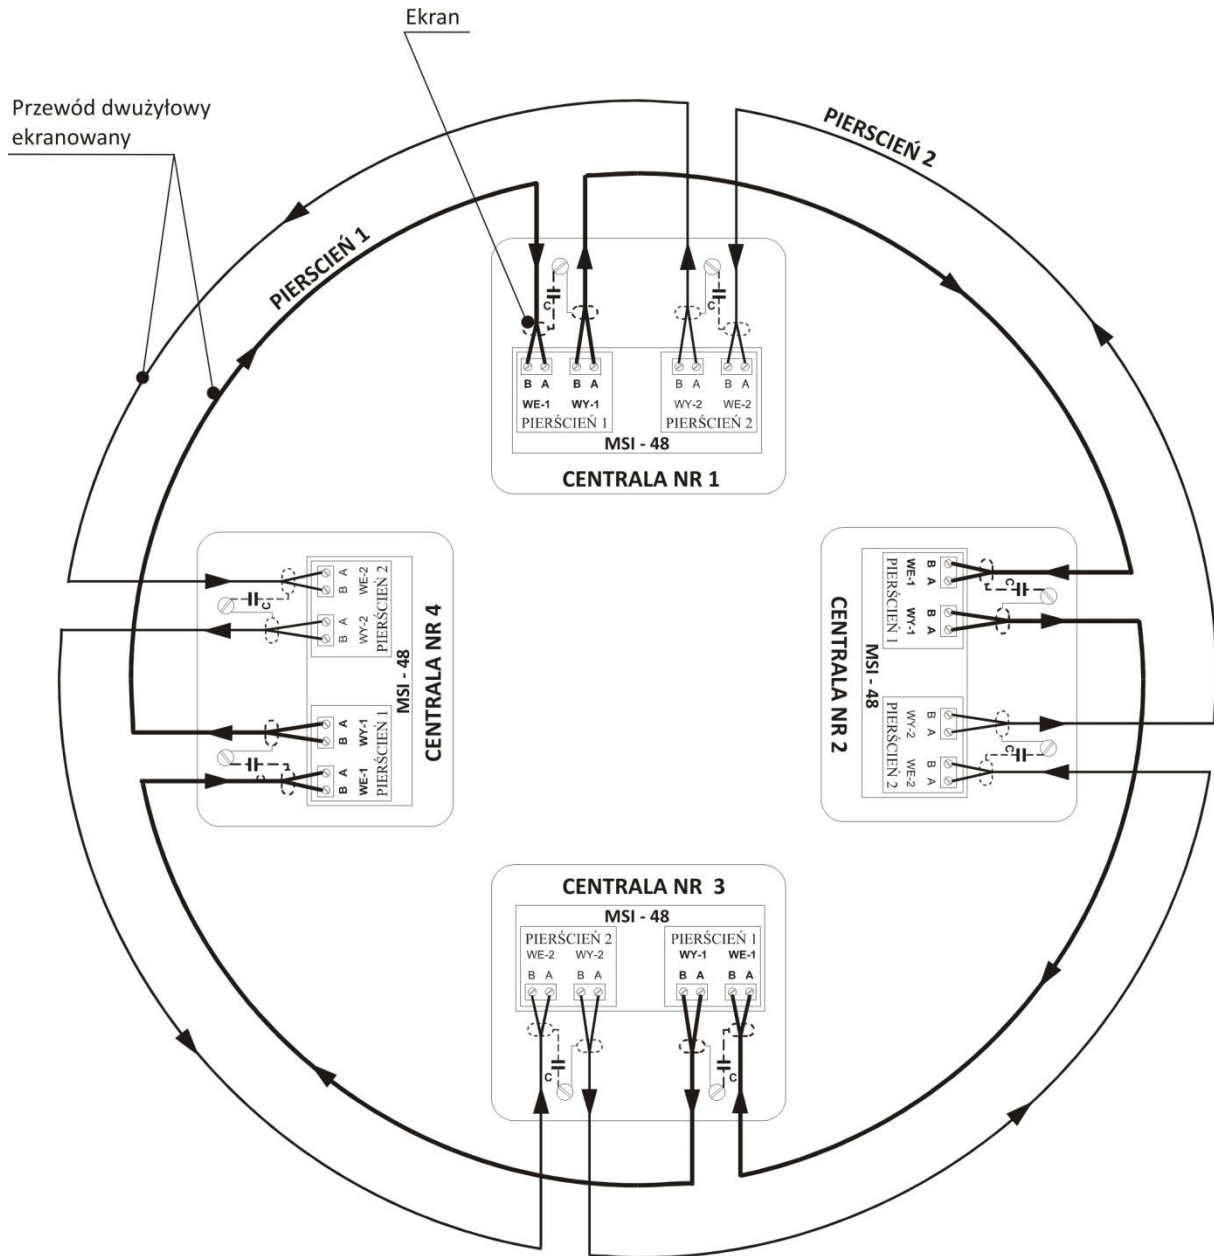 Ekran
Przewód dwużyłowy
ekranowany
PIERSCIEŃ 2
PIERSCIEŃ 1
C
C
B A B A B A B A
WE-1 WY-1 WY-2 WE-2
PIERŚCIEŃ 1 PIERŚCIEŃ 2
MSI - 48
CENTRALA NR 1
C
A
B
WE-2
A
B
WY-2
PIERŚCIEŃ 2
A
B
WY-1
A
B
WE-1
PIERŚCIEŃ 1
C
MSI - 48
CENTRALA NR 4
C
B
A
WE-1
B
A
WY-1
PIERŚCIEŃ 1
B
A
WY-2
B
A
WE-2
PIERŚCIEŃ 2
C
MSI - 48
CENTRALA NR 2
CENTRALA NR 3
MSI - 48
PIERŚCIEŃ 2 PIERŚCIEŃ 1
WE-2 WY-2 WY-1 WE-1
B A B A B A B A
C
C